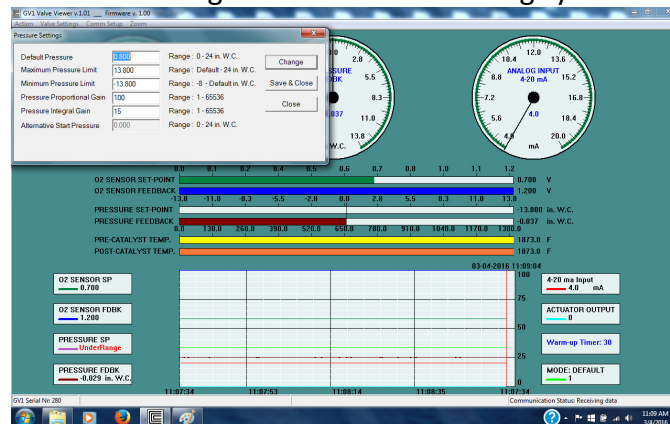 GV1 Valve Viewer v.1.01 __ Firmware v. 1.00
Action Valve Settings Comm Setup Zoom
Pressure Settings
Default Pressure 0.800 Range : 0 - 24 in. W.C. Change
Maximum Pressure Limit 13.800 Range : Default - 24 in. W.C.
Minimum Pressure Limit -13.800 Range : -8 - Default in. W.C. Save & Close
Pressure Proportional Gain 100 Range : 1 - 65536
Pressure Integral Gain 15 Range : 1 - 65536 Close
Alternative Start Pressure 0.000 Range : 0 - 24 in. W.C.
2.8
5.5
8.3
11.0
13.8
ANALOG INPUT
4-20 mA
4.0
4.8 5.6 7.2 8.8 10.4 12.0 13.6 15.2 16.8 18.4 20.0
mA
0.0 0.1 0.2 0.4 0.5 0.6 0.7 0.8 1.0 1.1 1.2
O2 SENSOR SET-POINT 0.700 V
O2 SENSOR FEEDBACK 1.200 V
-13.8 -11.0 -8.3 -5.5 -2.8 0.0 2.8 5.5 8.3 11.0 13.8
PRESSURE SET-POINT -13.800 in. W.C.
PRESSURE FEEDBACK -0.037 in. W.C.
0.0 130.0 260.0 390.0 520.0 650.0 780.0 910.0 1040.0 1170.0 1300.0
PRE-CATALYST TEMP. 1873.0 F
POST-CATALYST TEMP. 1873.0 F
03-04-2016 11:09:04
O2 SENSOR SP
0.700
O2 SENSOR FDBK
1.200
PRESSURE SP
UnderRange
PRESSURE FDBK
-0.029 in. W.C.
100
75
50
25
0
4-20 ma Input
4.0 mA
ACTUATOR OUTPUT
0
Warm-up Timer: 30
MODE: DEFAULT
1
11:07:34 11:07:53 11:08:14 11:08:35 11:07:34
GV1 Serial Nr: 280 Communication Status: Receiving data
11:09 AM
3/4/2016